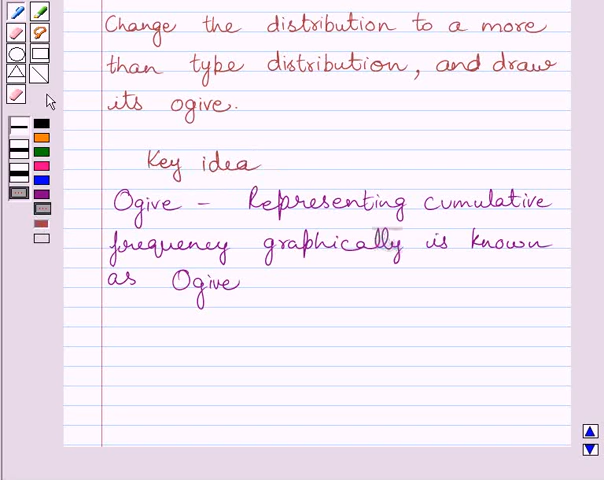 Change the distribution to a more
than type distribution, and draw
its ogive.
Key idea
Ogive - Representing cumulative
frequency graphically is known
as Ogive